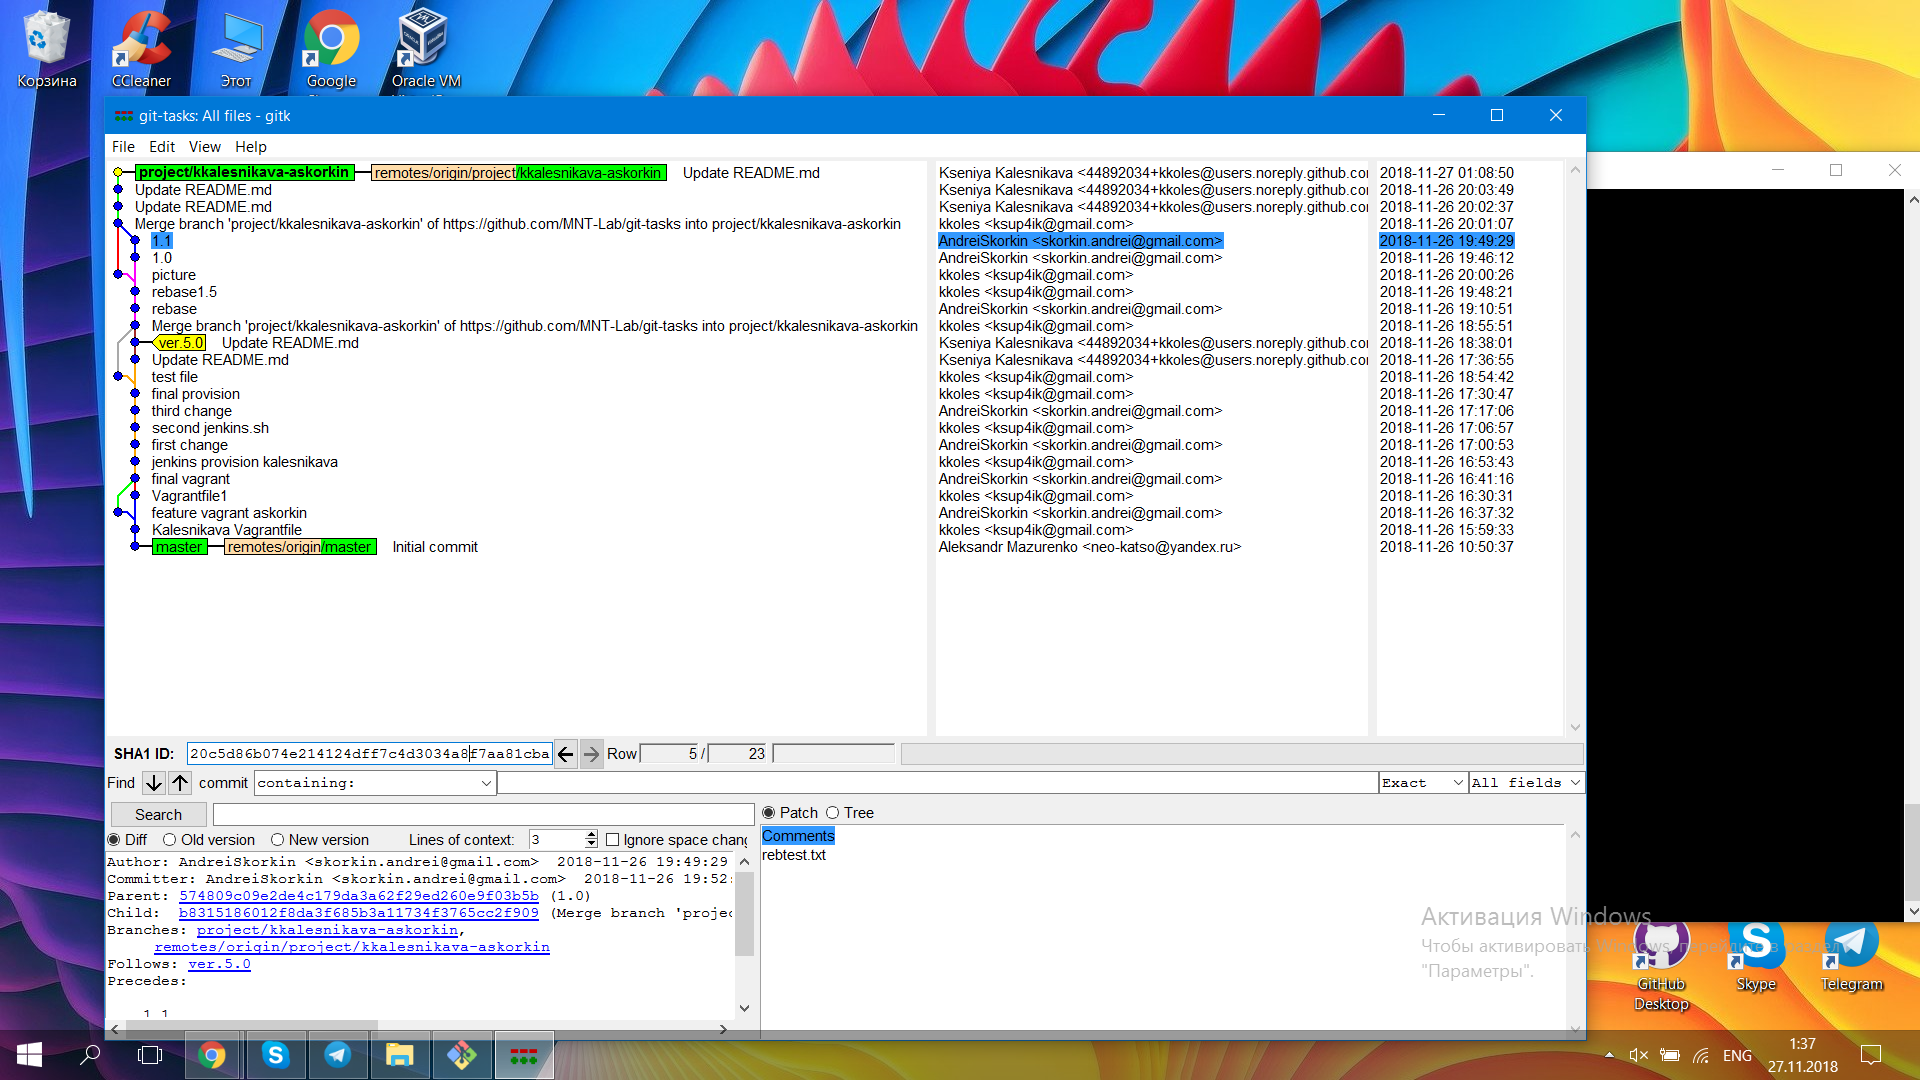 Корзина
CCleaner
Этот
Google
Oracle VM
git-tasks: All files - gitk
File Edit View Help
project/kkalesnikava-askorkin remotes/origin/project/kkalesnikava-askorkin Update README.md Kseniya Kalesnikava <44892034+kkoles@users.noreply.github.co 2018-11-27 01:08:50
Update README.md Kseniya Kalesnikava <44892034+kkoles@users.noreply.github.co 2018-11-26 20:03:49
Update README.md Kseniya Kalesnikava <44892034+kkoles@users.noreply.github.co 2018-11-26 20:02:37
Merge branch 'project/kkalesnikava-askorkin' of https://github.com/MNT-Lab/git-tasks into project/kkalesnikava-askorkin kkoles <ksup4ik@gmail.com> 2018-11-26 20:01:07
1.1 AndreiSkorkin <skorkin.andrei@gmail.com> 2018-11-26 19:49:29
1.0 AndreiSkorkin <skorkin.andrei@gmail.com> 2018-11-26 19:46:12
picture kkoles <ksup4ik@gmail.com> 2018-11-26 20:00:26
rebase1.5 kkoles <ksup4ik@gmail.com> 2018-11-26 19:48:21
rebase AndreiSkorkin <skorkin.andrei@gmail.com> 2018-11-26 19:10:51
Merge branch 'project/kkalesnikava-askorkin' of https://github.com/MNT-Lab/git-tasks into project/kkalesnikava-askorkin kkoles <ksup4ik@gmail.com> 2018-11-26 18:55:51
ver.5.0 Update README.md Kseniya Kalesnikava <44892034+kkoles@users.noreply.github.co 2018-11-26 18:38:01
Update README.md Kseniya Kalesnikava <44892034+kkoles@users.noreply.github.co 2018-11-26 17:36:55
test file kkoles <ksup4ik@gmail.com> 2018-11-26 18:54:42
final provision kkoles <ksup4ik@gmail.com> 2018-11-26 17:30:47
third change AndreiSkorkin <skorkin.andrei@gmail.com> 2018-11-26 17:17:06
second jenkins.sh kkoles <ksup4ik@gmail.com> 2018-11-26 17:06:57
first change AndreiSkorkin <skorkin.andrei@gmail.com> 2018-11-26 17:00:53
jenkins provision kalesnikava kkoles <ksup4ik@gmail.com> 2018-11-26 16:53:43
final vagrant AndreiSkorkin <skorkin.andrei@gmail.com> 2018-11-26 16:41:16
Vagrantfile1 kkoles <ksup4ik@gmail.com> 2018-11-26 16:30:31
feature vagrant askorkin AndreiSkorkin <skorkin.andrei@gmail.com> 2018-11-26 16:37:32
Kalesnikava Vagrantfile kkoles <ksup4ik@gmail.com> 2018-11-26 15:59:33
master remotes/origin/master Initial commit Aleksandr Mazurenko <neo-katso@yandex.ru> 2018-11-26 10:50:37
SHA1 ID: 20c5d86b074e214124dff7c4d3034a8f7aa81cba Row 5 / 23
Find commit containing: Exact All fields
Search
Patch Tree
Diff Old version New version Lines of context: 3 Ignore space chang
Comments
rebtest.txt
Author: AndreiSkorkin <skorkin.andrei@gmail.com> 2018-11-26 19:49:29
Committer: AndreiSkorkin <skorkin.andrei@gmail.com> 2018-11-26 19:52:
Parent: 574809c09e2de4c179da3a62f29ed260e9f03b5b (1.0)
Child: b8315186012f8da3f685b3a11734f3765cc2f909 (Merge branch 'projec
Branches: project/kkalesnikava-askorkin,
remotes/origin/project/kkalesnikava-askorkin
Follows: ver.5.0
Precedes:
1.1
Активация Windows
Чтобы активировать Windows, перейдите в раздел
"Параметры".
GitHub Desktop
Skype
Telegram
ENG
1:37
27.11.2018